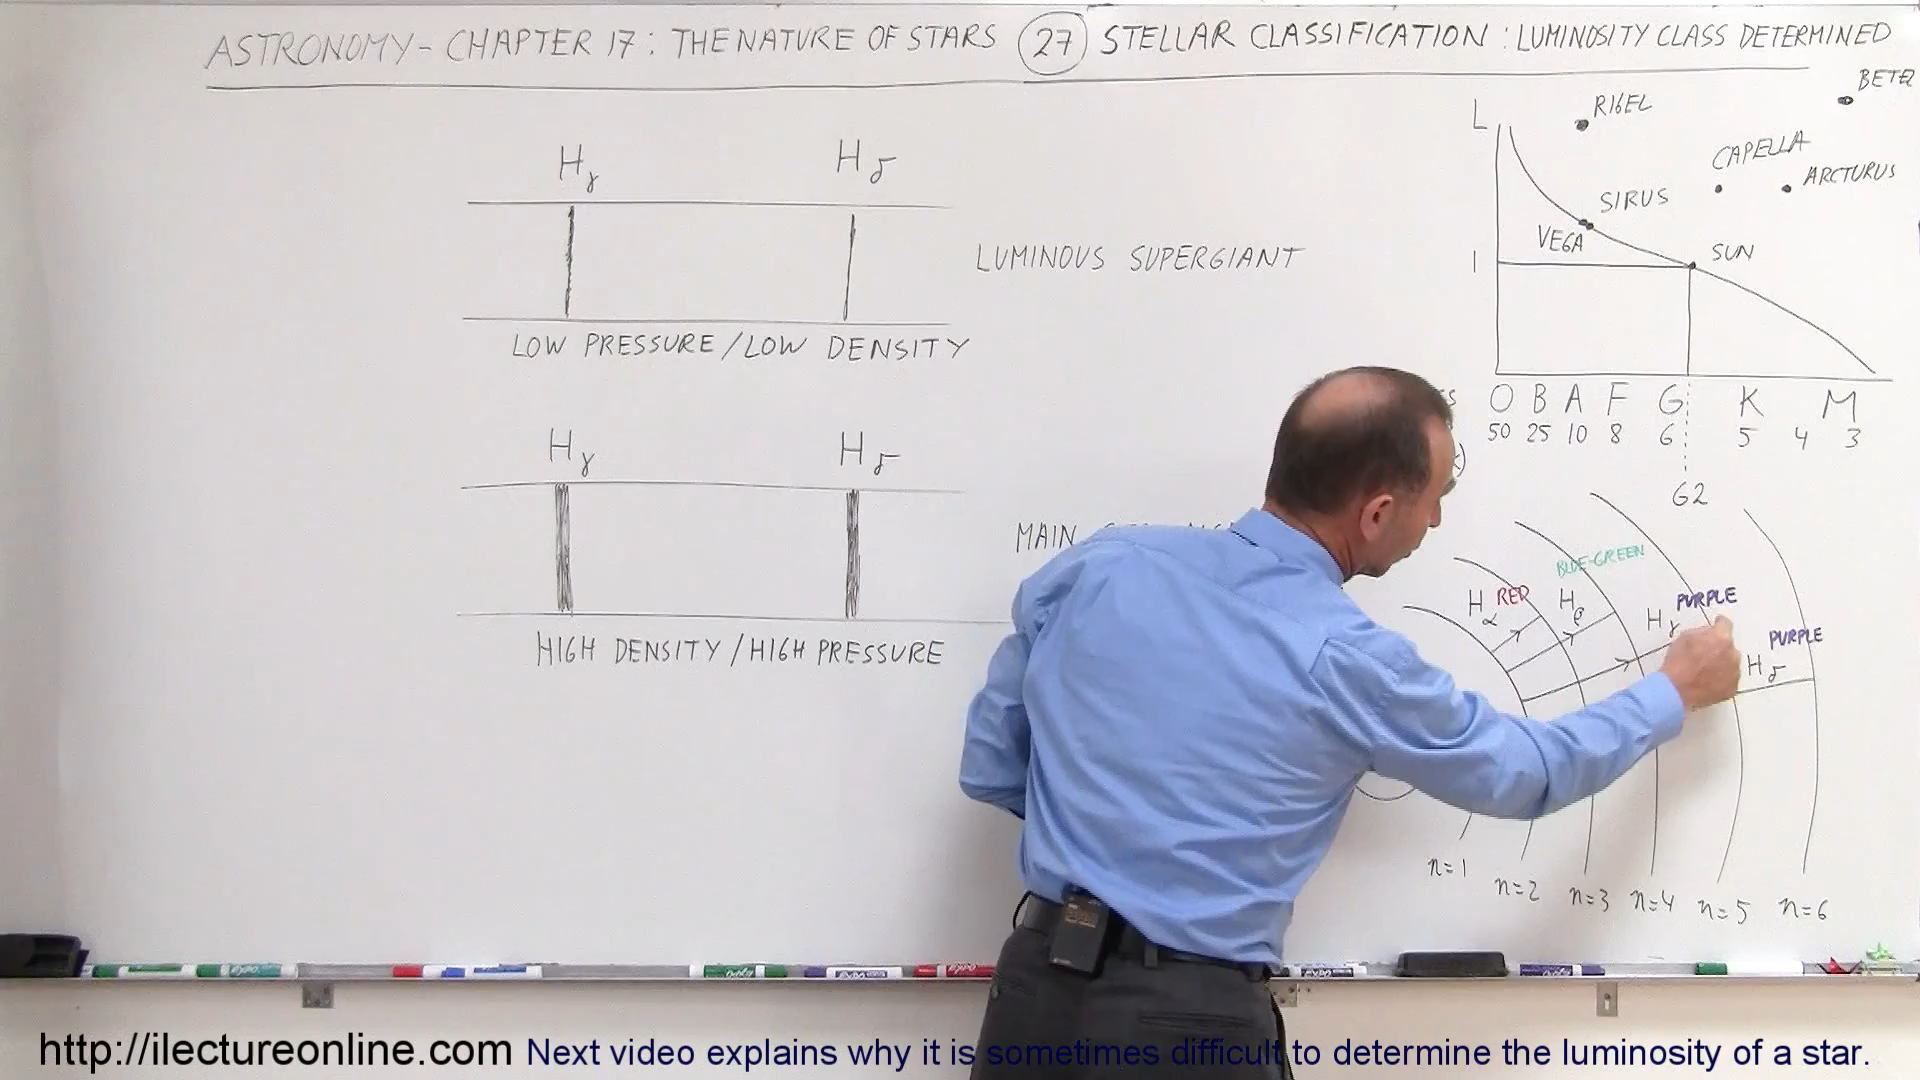 ASTRONOMY - CHAPTER 17 : THE NATURE OF STARS 27 STELLAR CLASSIFICATION : LUMINOSITY CLASS DETERMINED
Hγ Hδ
LUMINOUS SUPERGIANT
LOW PRESSURE / LOW DENSITY
Hγ Hδ
MAIN
HIGH DENSITY / HIGH PRESSURE
L
RIGEL
CAPELLA
ARCTURUS
SIRUS
VEGA
1
SUN
O B A F G K M
50 25 10 8 6 5 4 3
G2
BLUE-GREEN
Hα RED
Hβ
Hγ PURPLE
PURPLE
Hδ
n=1 n=2 n=3 n=4 n=5 n=6
http://ilectureonline.com Next video explains why it is sometimes difficult to determine the luminosity of a star.